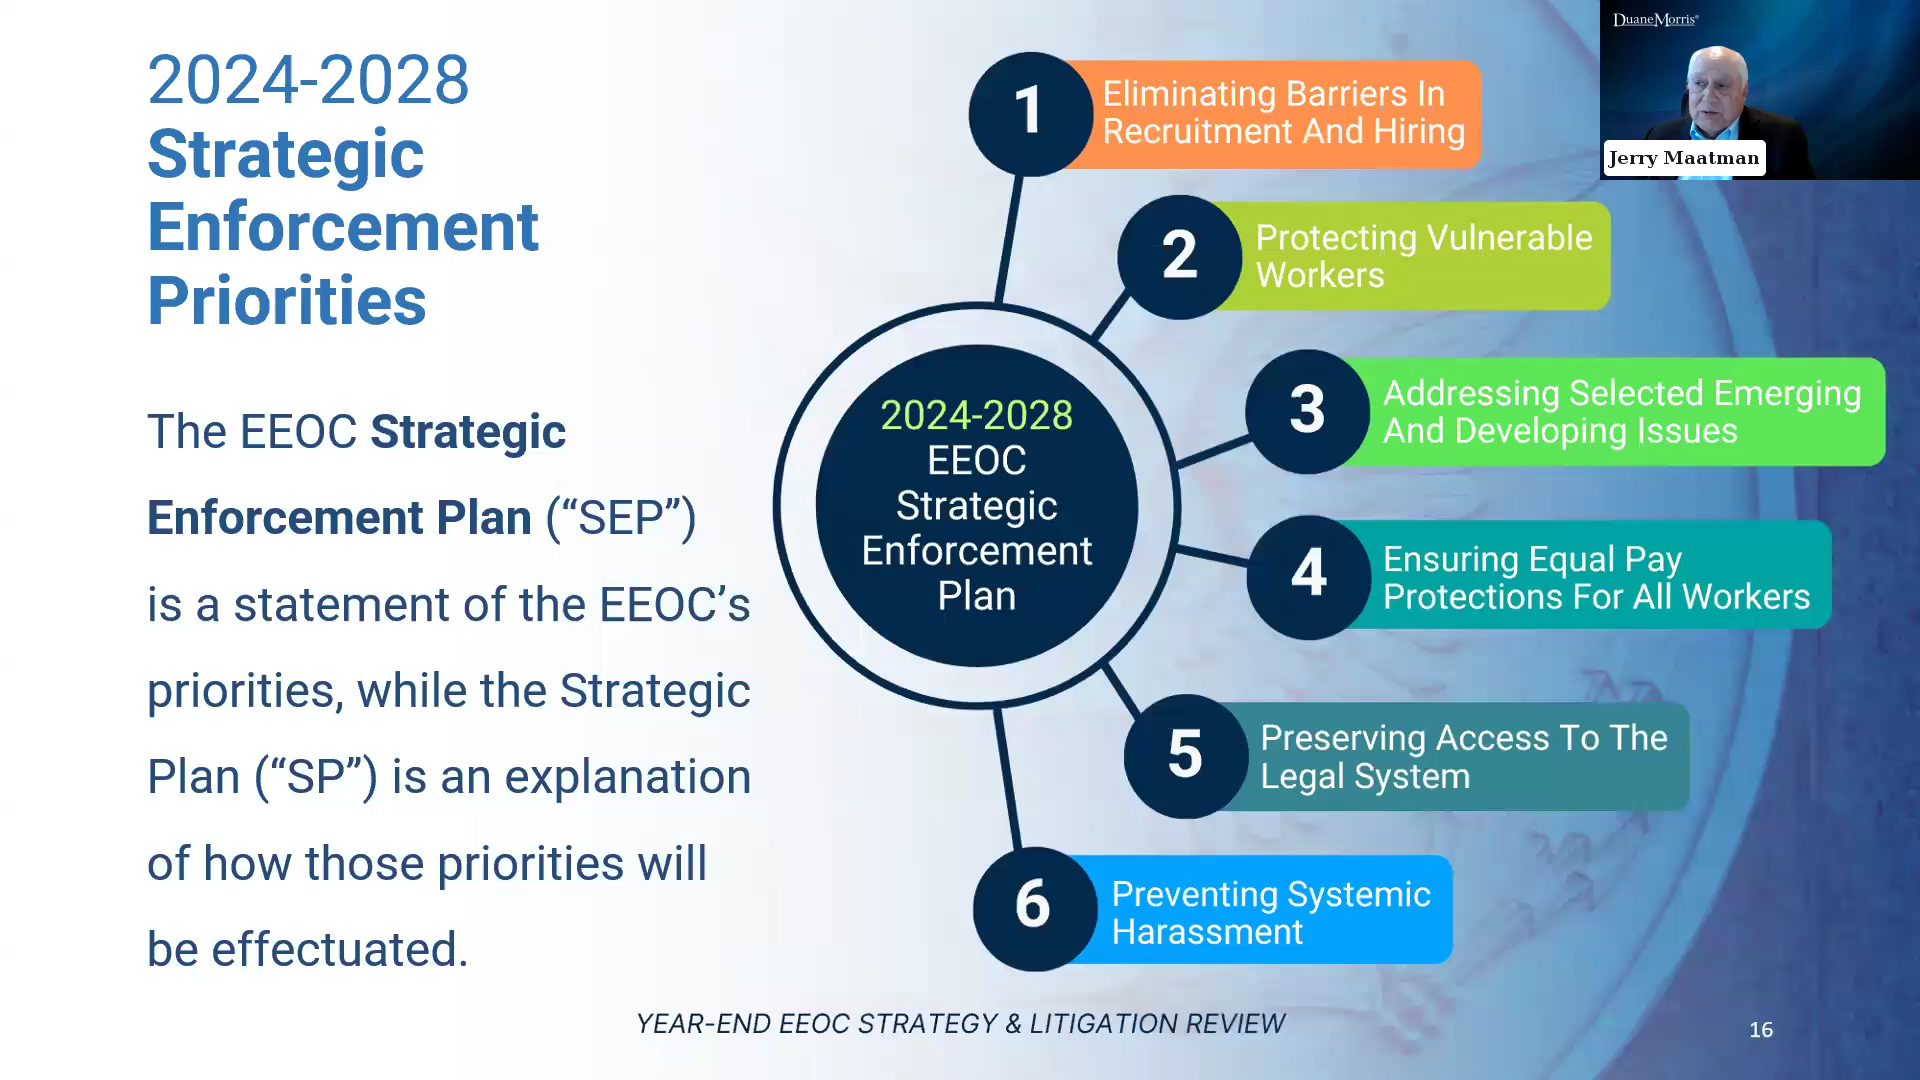 2024-2028
Strategic
Enforcement
Priorities
The EEOC Strategic
Enforcement Plan (“SEP”)
is a statement of the EEOC’s
priorities, while the Strategic
Plan (“SP”) is an explanation
of how those priorities will
be effectuated.
2024-2028
EEOC
Strategic
Enforcement
Plan
1
Eliminating Barriers In
Recruitment And Hiring
2
Protecting Vulnerable
Workers
3
Addressing Selected Emerging
And Developing Issues
4
Ensuring Equal Pay
Protections For All Workers
5
Preserving Access To The
Legal System
6
Preventing Systemic
Harassment
DuaneMorris®
Jerry Maatman
YEAR-END EEOC STRATEGY & LITIGATION REVIEW
16